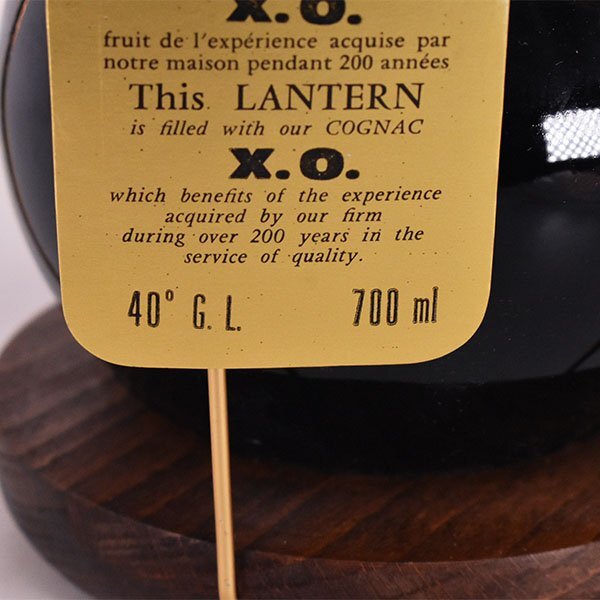 X.O.
fruit de l'expérience acquise par
notre maison pendant 200 années
This LANTERN
is filled with our COGNAC
X.O.
which benefits of the experience
acquired by our firm
during over 200 years in the
service of quality.
40° G. L. 700 ml